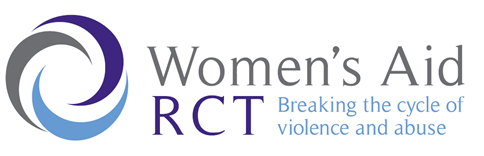 Women's Aid
RCT
Breaking the cycle of
violence and abuse